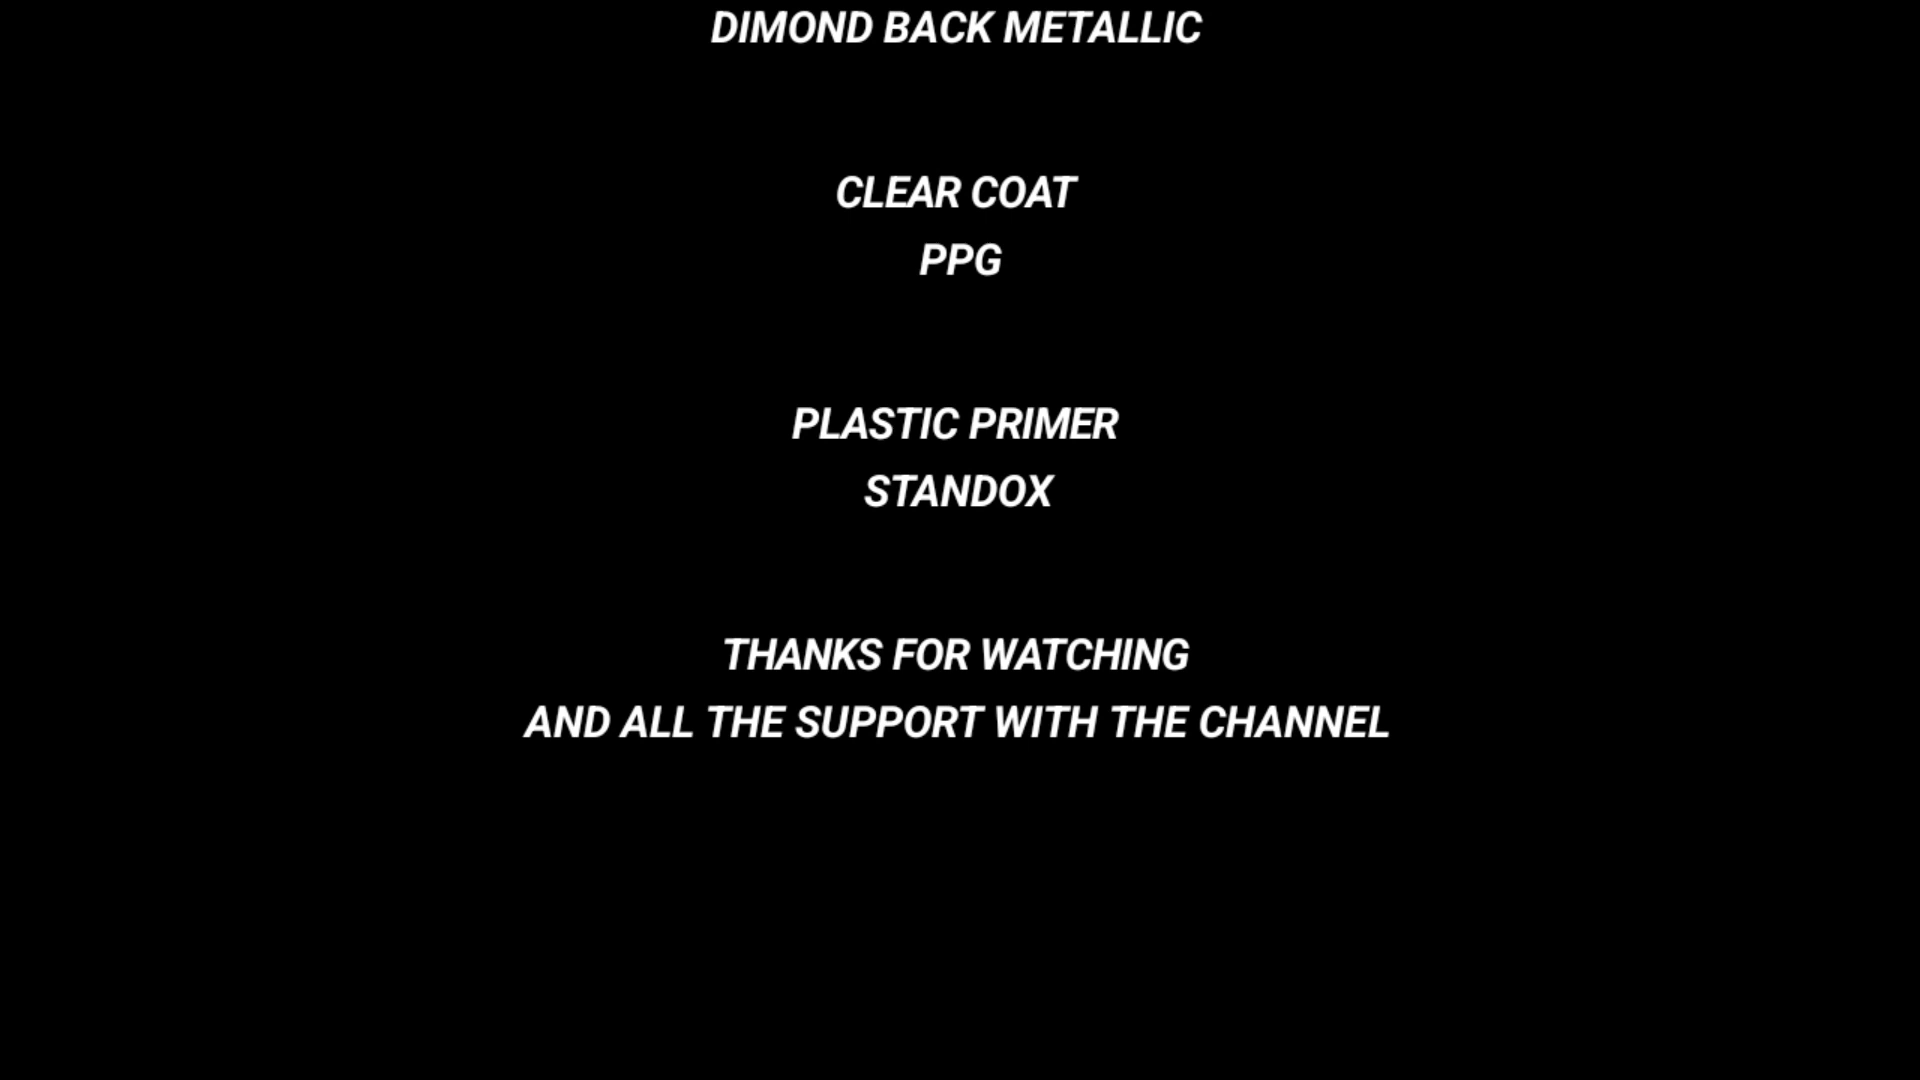 DIMOND BACK METALLIC
CLEAR COAT
PPG
PLASTIC PRIMER
STANDOX
THANKS FOR WATCHING
AND ALL THE SUPPORT WITH THE CHANNEL